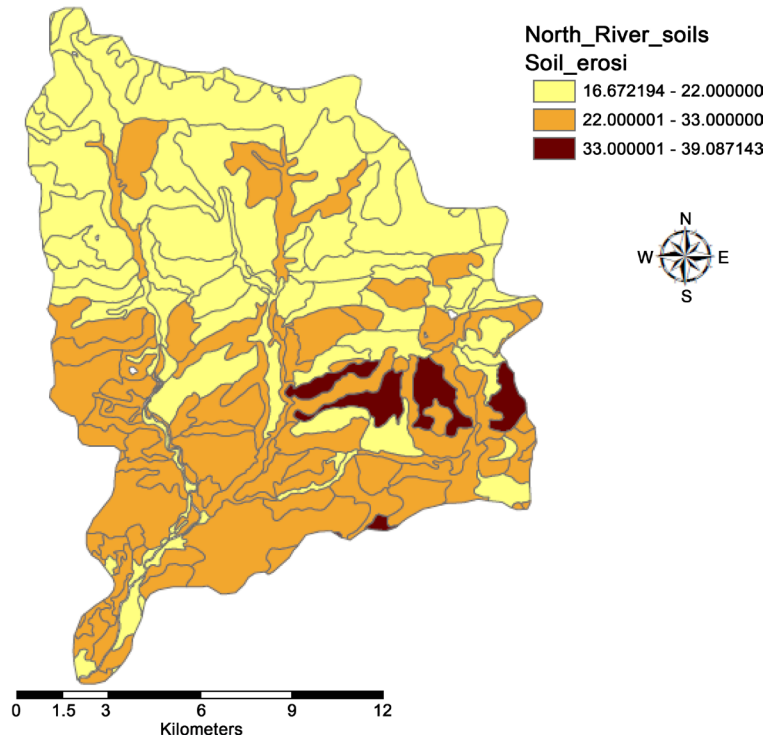 North_River_soils
Soil_erosi
16.672194 - 22.000000
22.000001 - 33.000000
33.000001 - 39.087143
N
W E
S
0 1.5 3 6 9 12
Kilometers